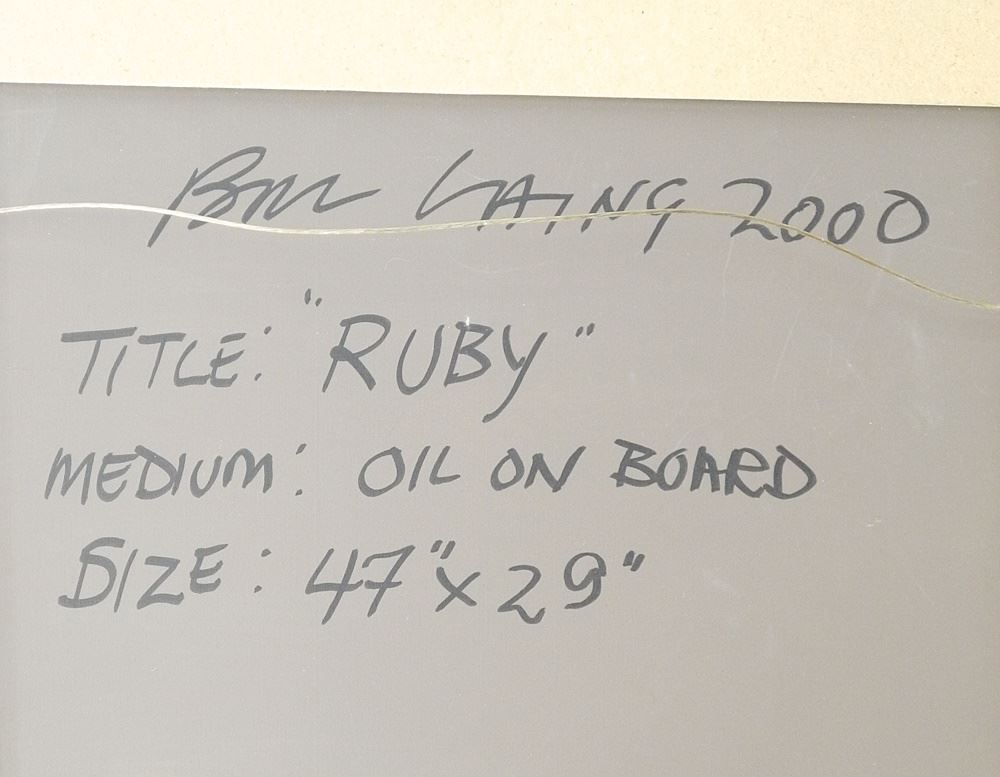 BILL LAING 2000
TITLE: "RUBY"
MEDIUM: OIL ON BOARD
SIZE: 47" x 29"